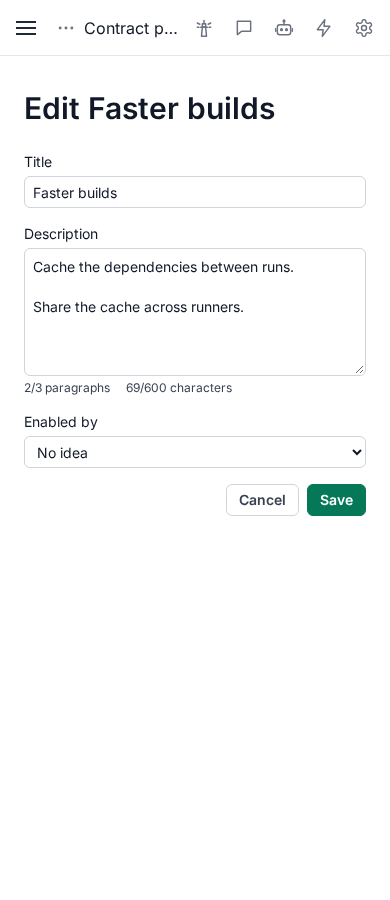 Contract p...
Edit Faster builds
Title
Faster builds
Description
Cache the dependencies between runs.
Share the cache across runners.
2/3 paragraphs 69/600 characters
Enabled by
No idea
Cancel Save